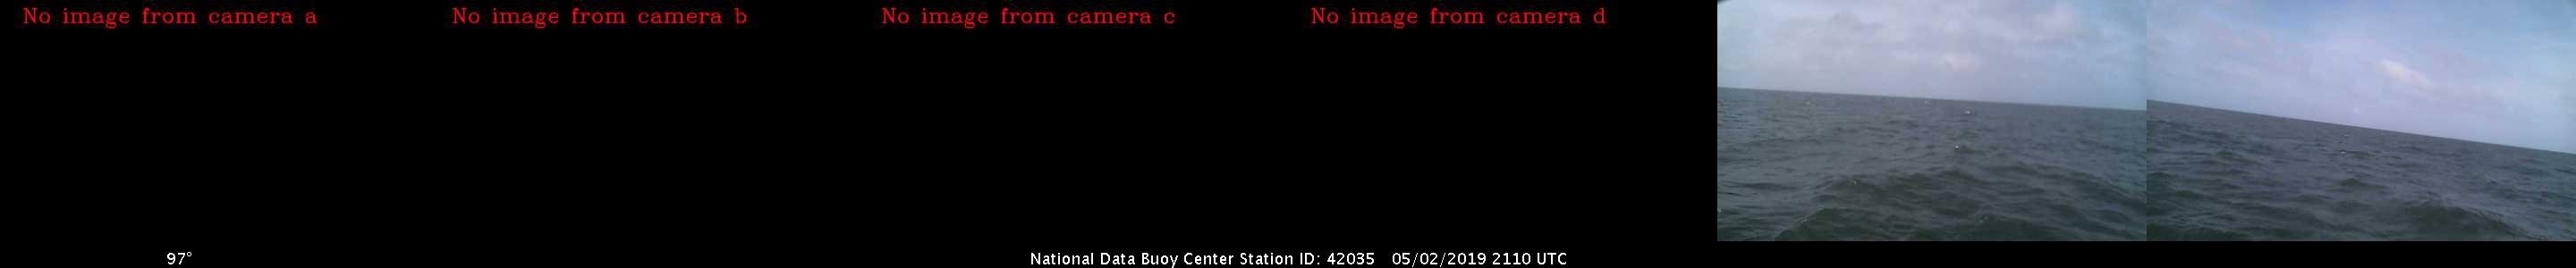 No image from camera a
No image from camera b
No image from camera c
No image from camera d
97°
National Data Buoy Center Station ID: 42035 05/02/2019 2110 UTC